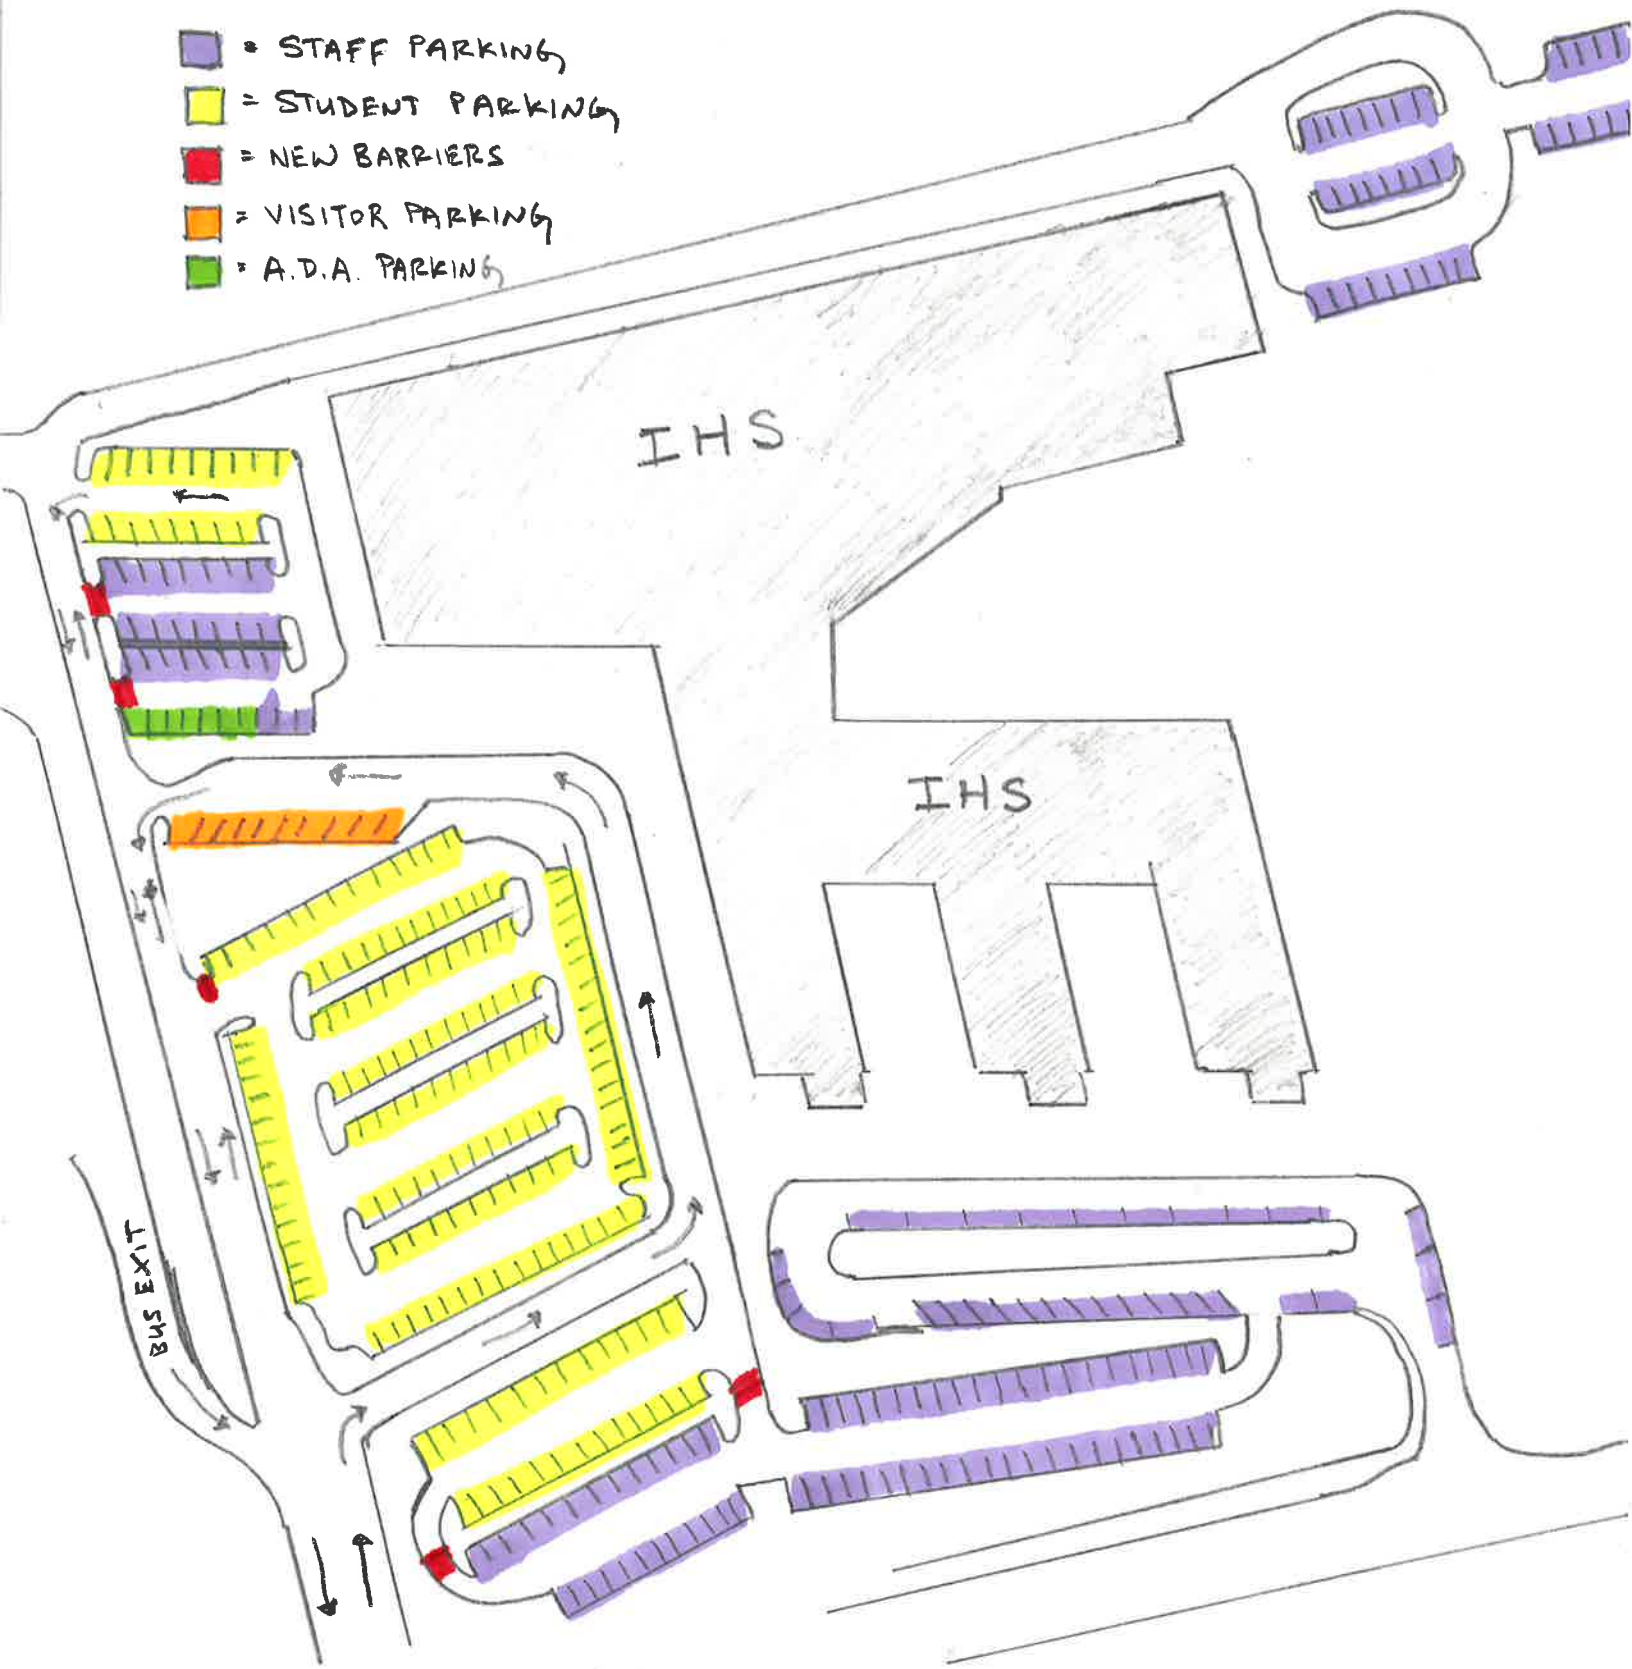 = STAFF PARKING
= STUDENT PARKING
= NEW BARRIERS
= VISITOR PARKING
= A.D.A. PARKING
IHS
IHS
BUS EXIT